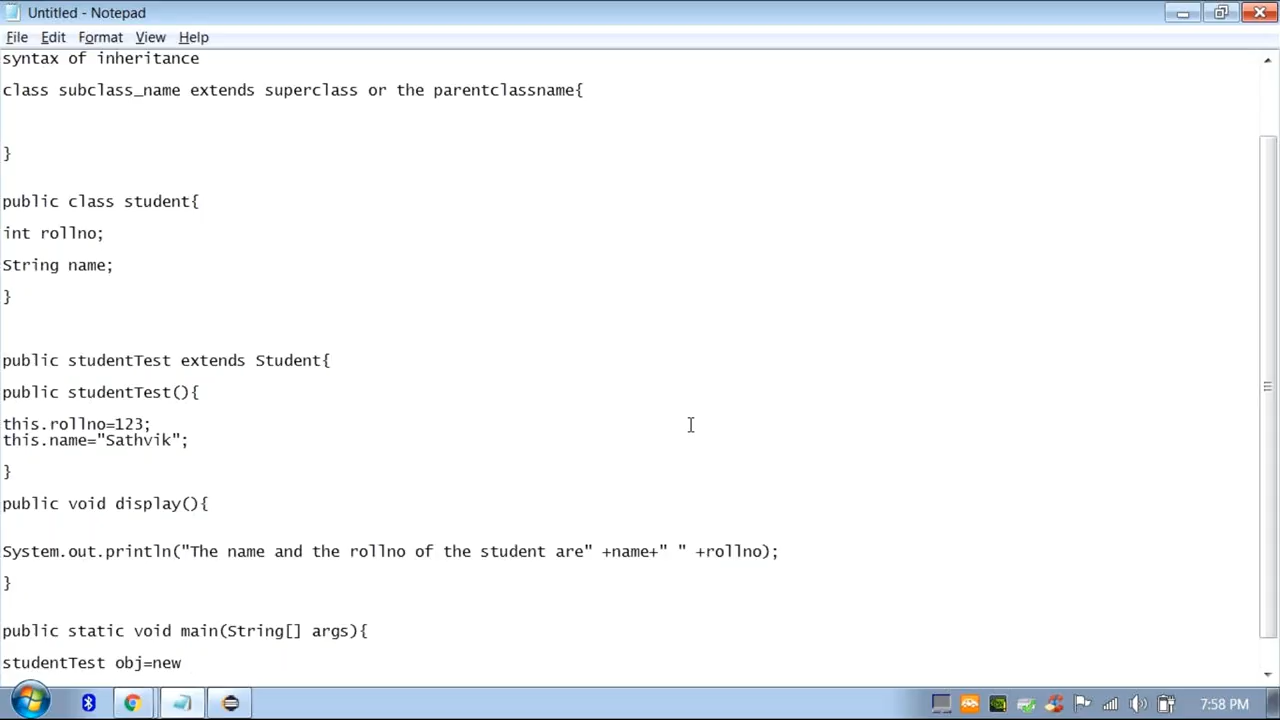 Untitled - Notepad
File Edit Format View Help
syntax of inheritance
class subclass_name extends superclass or the parentclassname{
}
public class student{
int rollno;
String name;
}
public studentTest extends Student{
public studentTest(){
this.rollno=123;
this.name="Sathvik";
}
public void display(){
System.out.println("The name and the rollno of the student are" +name+" " +rollno);
}
public static void main(String[] args){
studentTest obj=new
7:58 PM